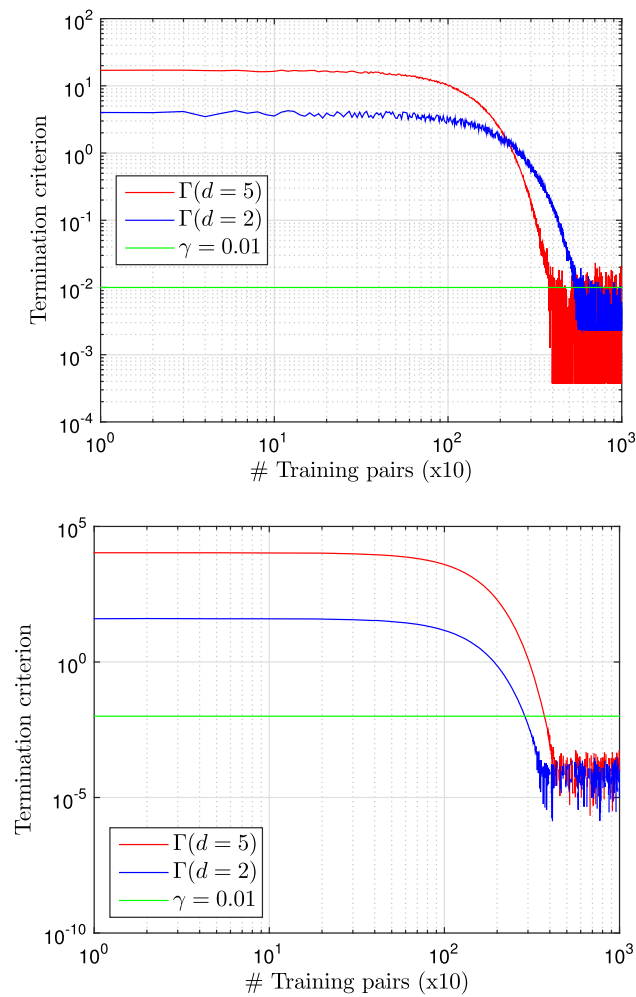 10^2
10^1
10^0
10^-1
10^-2
10^-3
10^-4
Termination criterion
Γ(d = 5)
Γ(d = 2)
γ = 0.01
10^0 10^1 10^2 10^3
# Training pairs (x10)
10^5
10^0
10^-5
10^-10
Termination criterion
Γ(d = 5)
Γ(d = 2)
γ = 0.01
10^0 10^1 10^2 10^3
# Training pairs (x10)